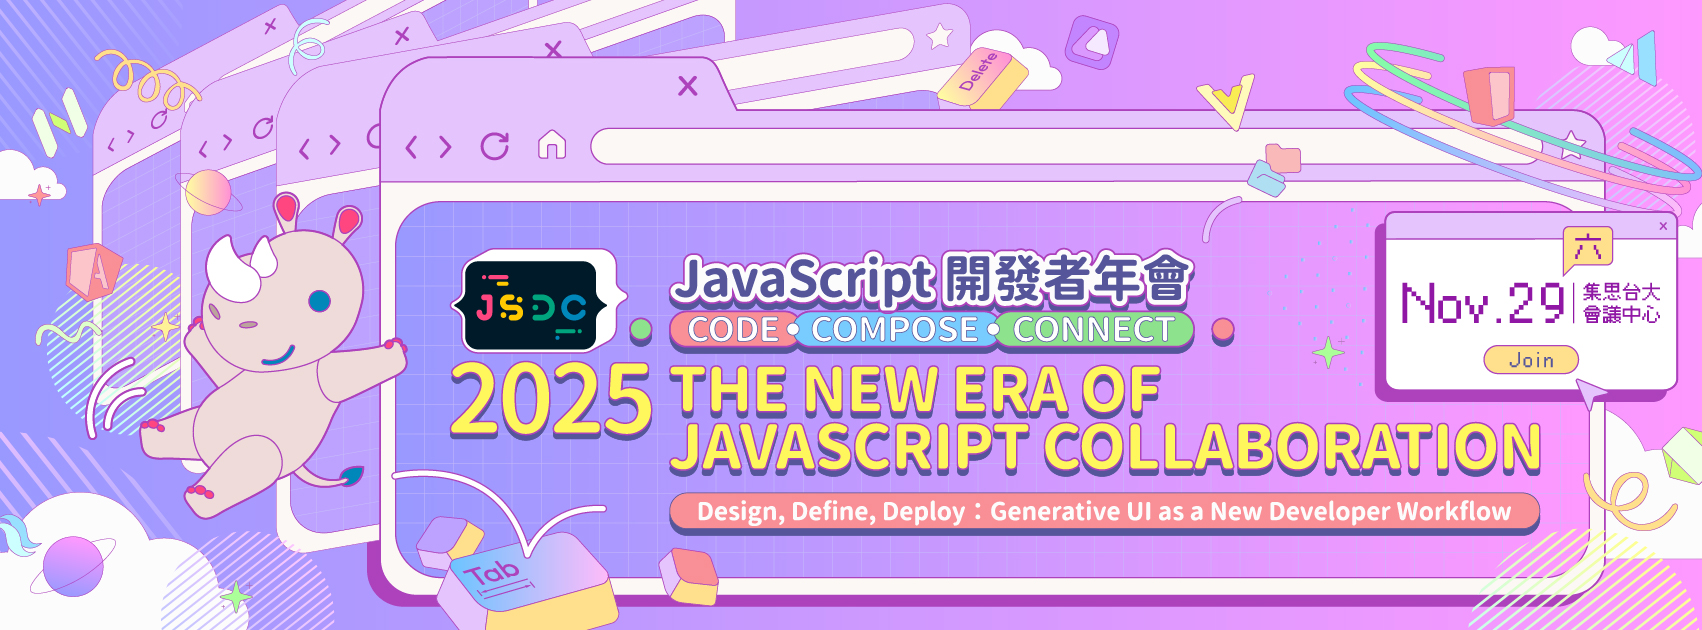 Delete
JSDC
JavaScript 開發者年會
CODE • COMPOSE • CONNECT
2025
THE NEW ERA OF
JAVASCRIPT COLLABORATION
Design, Define, Deploy：Generative UI as a New Developer Workflow
六
Nov.29
集思台大
會議中心
Join
Tab
A